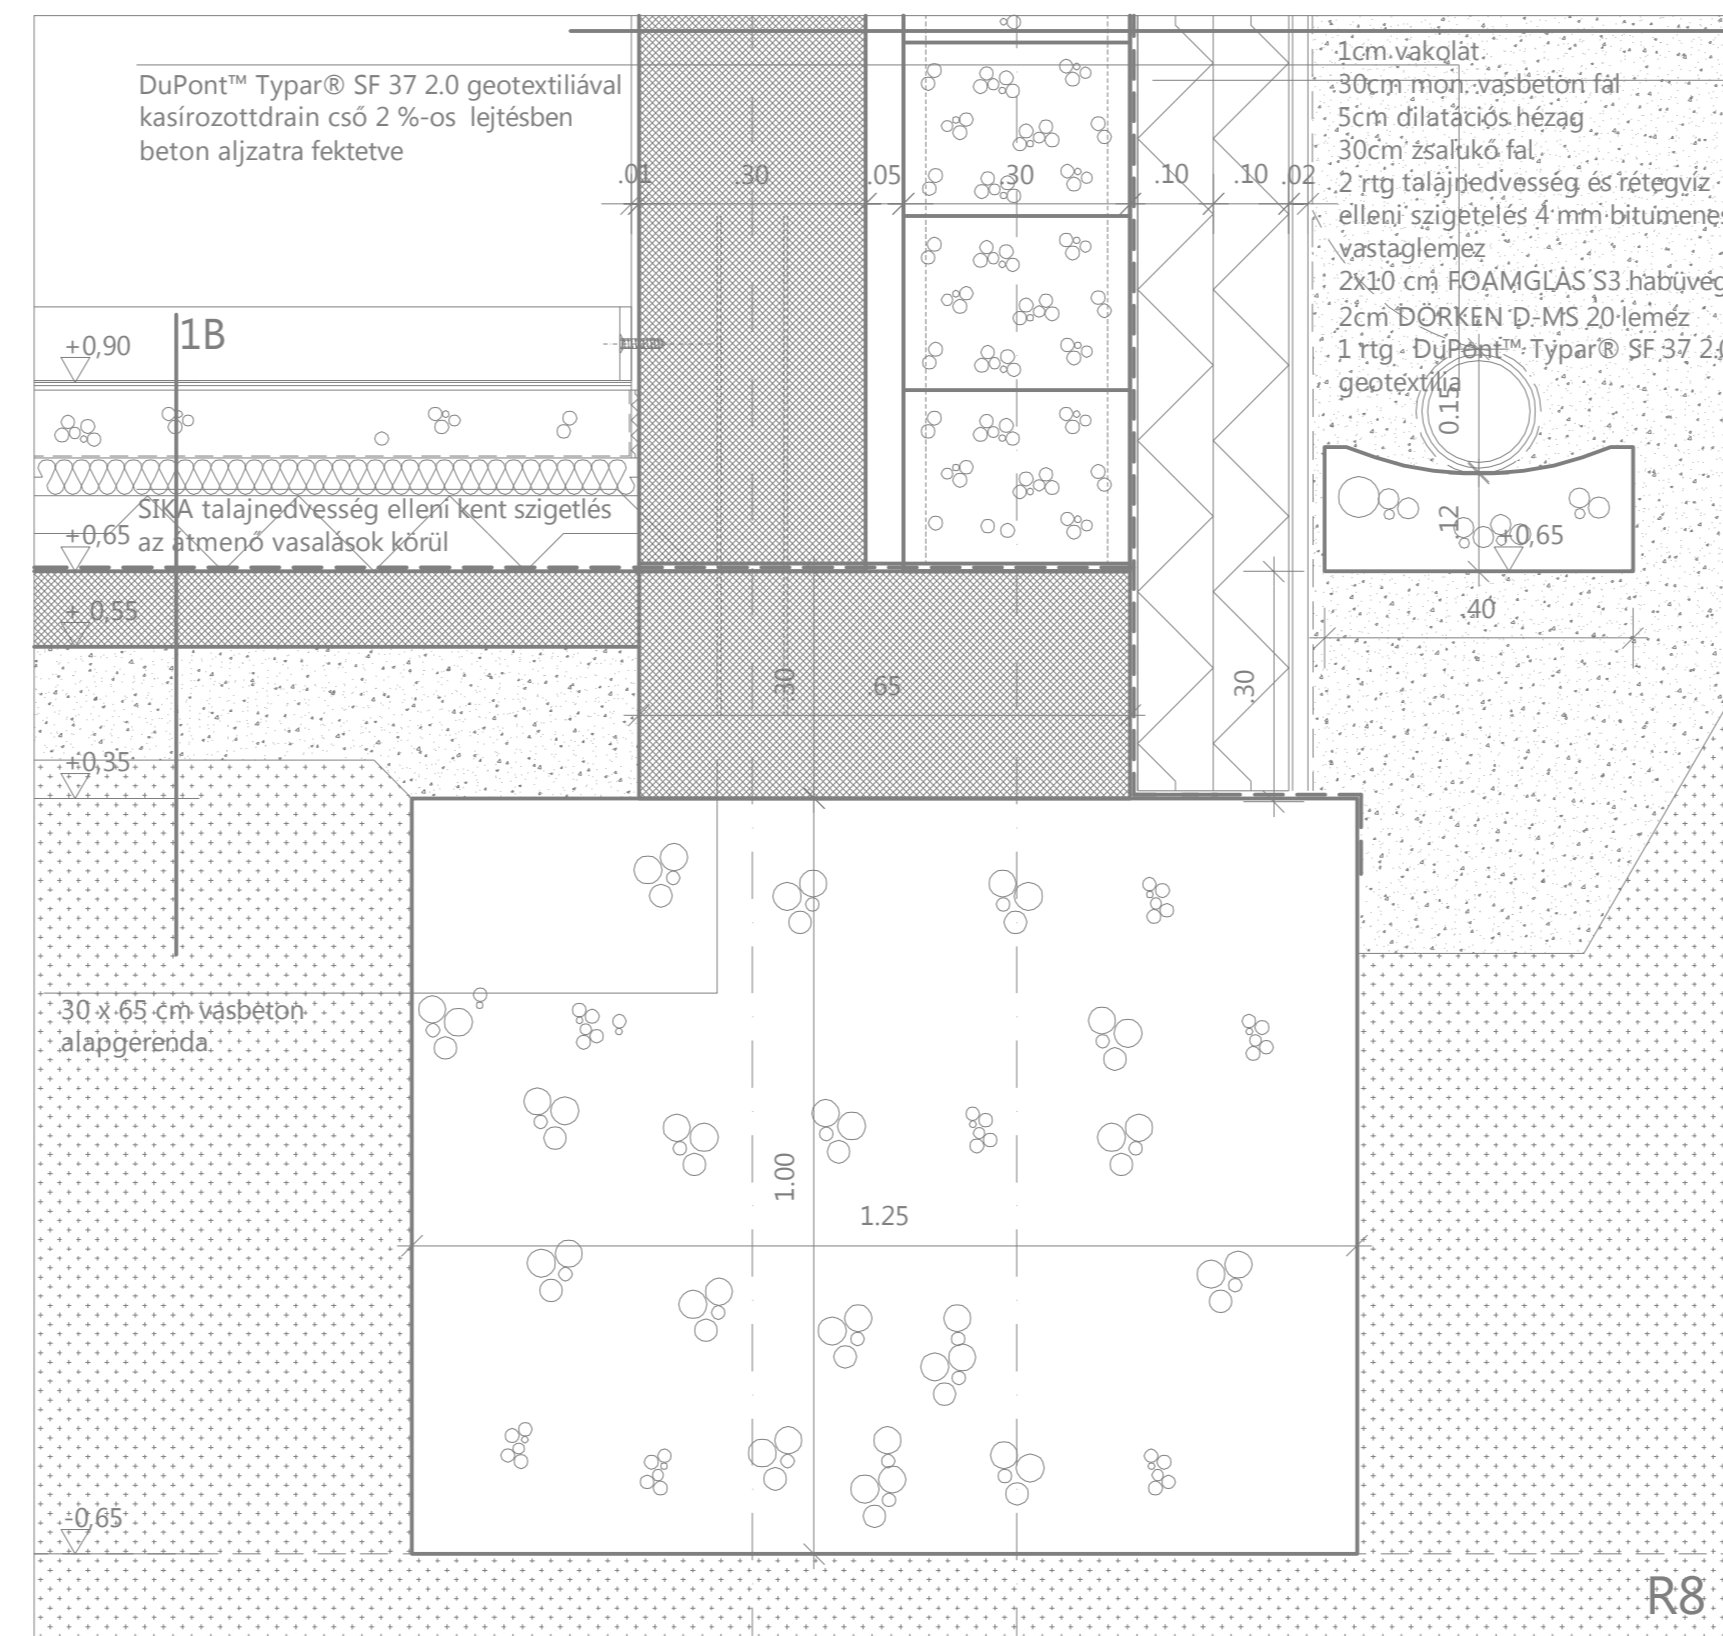 DuPont™ Typar® SF 37 2.0 geotextiliával
kasírozottdrain cső 2 %-os lejtésben
beton aljzatra fektetve
1cm vakolat
30cm mon. vasbeton fal
5cm dilatációs hézag
30cm zsalukő fal
2 rtg talajnedvesség és rétegvíz
elleni szigetelés 4 mm bitumenes
vastaglemez
2x10 cm FOAMGLAS S3 habüveg
2cm DÖRKEN D-MS 20 lemez
1 rtg DuPont™ Typar® SF 37 2.0
geotextília
.01 .30 .05 .30 .10 .10 .02
1B
+0,90
0.15
SIKA talajnedvesség elleni kent szigetlés
az átmenő vasalások körül
+0,65
.12
+0,65
+ 0,55
.40
.30
.65
.30
+0,35
30 x 65 cm vasbeton
alapgerenda
1.00
1.25
-0,65
R8